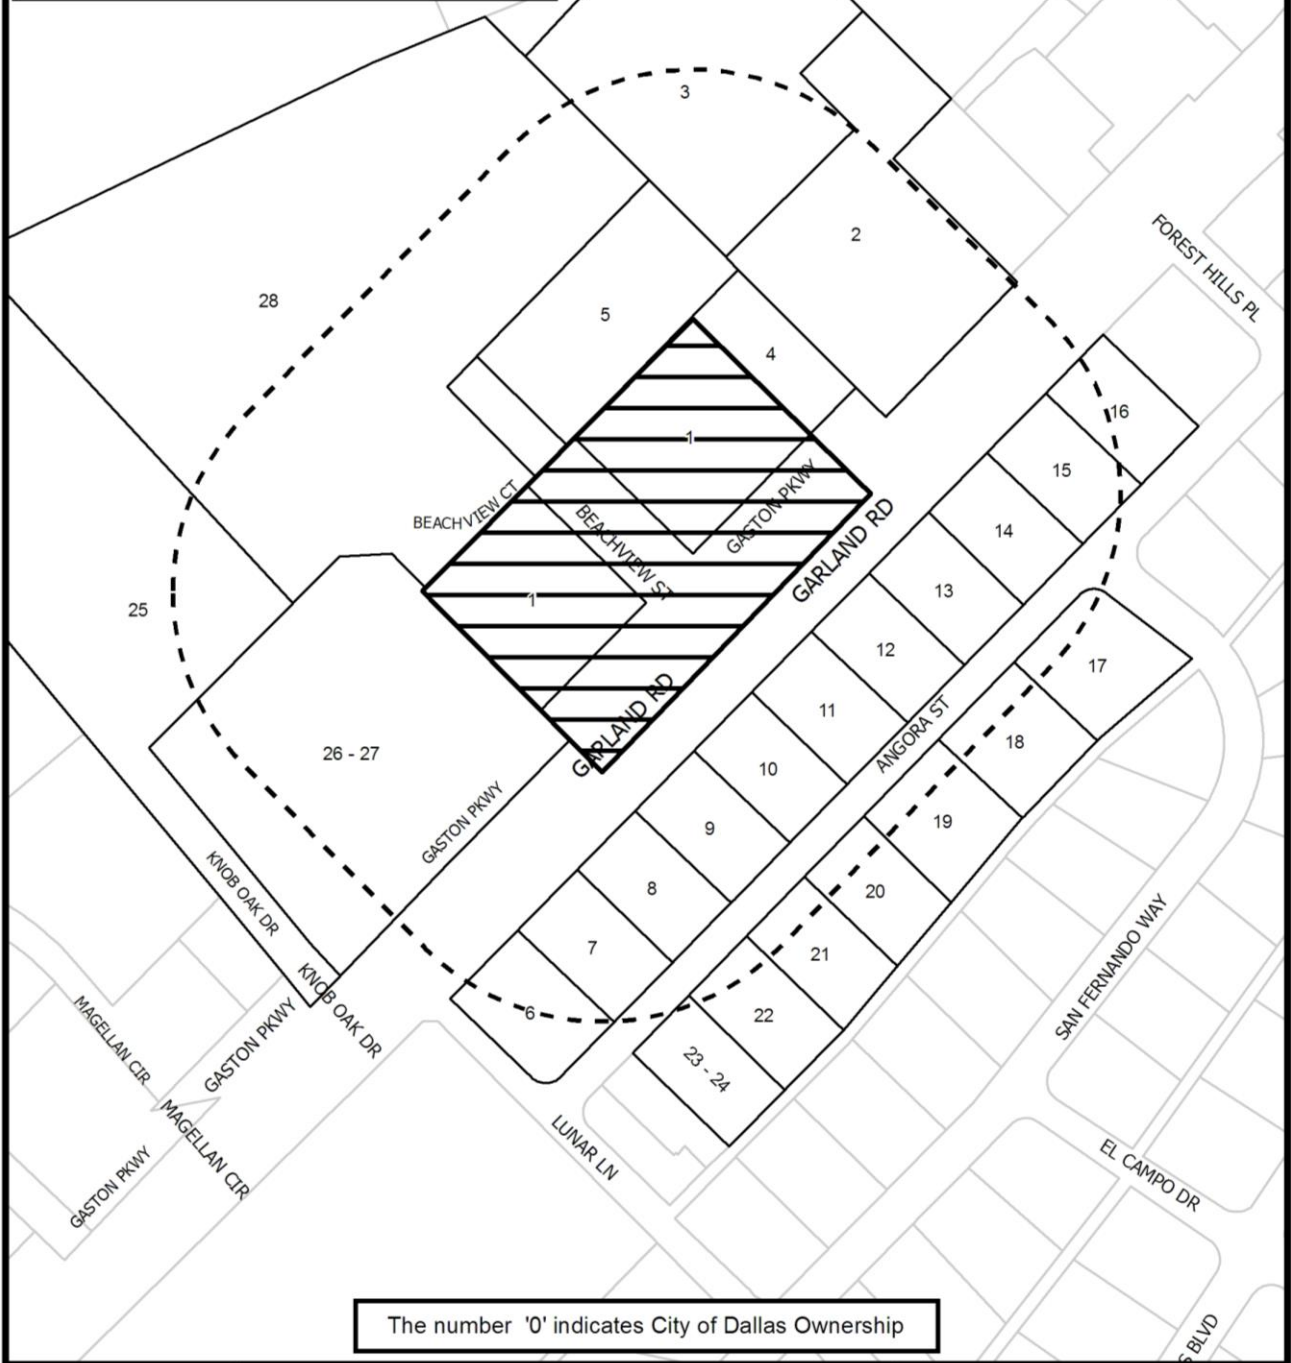 3
2
FOREST HILLS PL
28
5
4
16
1
15
GASTON PKWY
BEACHVIEW CT
BEACHVIEW ST
GARLAND RD
14
13
25
1
12
17
11
ANGORA ST
18
GARLAND RD
26 - 27
10
GASTON PKWY
9
19
8
20
KNOB OAK DR
7
21
SAN FERNANDO WAY
6
22
KNOB OAK DR
GASTON PKWY
MAGELLAN CIR
23 - 24
MAGELLAN CIR
LUNAR LN
GASTON PKWY
EL CAMPO DR
The number '0' indicates City of Dallas Ownership
S BLVD